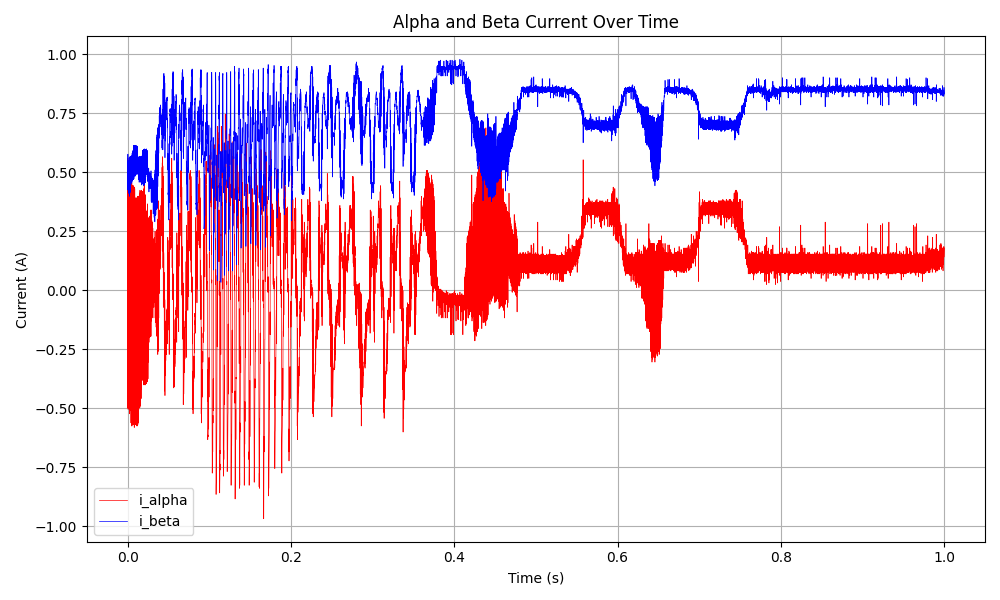 Alpha and Beta Current Over Time
Current (A)
1.00
0.75
0.50
0.25
0.00
−0.25
−0.50
−0.75
−1.00
i_alpha
i_beta
0.0 0.2 0.4 0.6 0.8 1.0
Time (s)